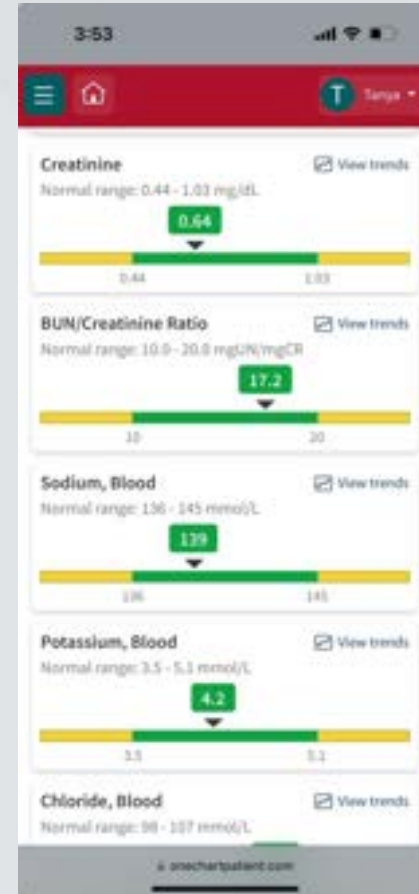 3:53
T Tanya
Creatinine View trends
Normal range: 0.44 - 1.03 mg/dL
0.64
0.44 1.03
BUN/Creatinine Ratio View trends
Normal range: 10.0 - 20.0 mgUN/mgCR
17.2
10 20
Sodium, Blood View trends
Normal range: 136 - 145 mmol/L
139
136 145
Potassium, Blood View trends
Normal range: 3.5 - 5.1 mmol/L
4.2
3.5 5.1
Chloride, Blood View trends
Normal range: 98 - 107 mmol/L
onechartpatient.com